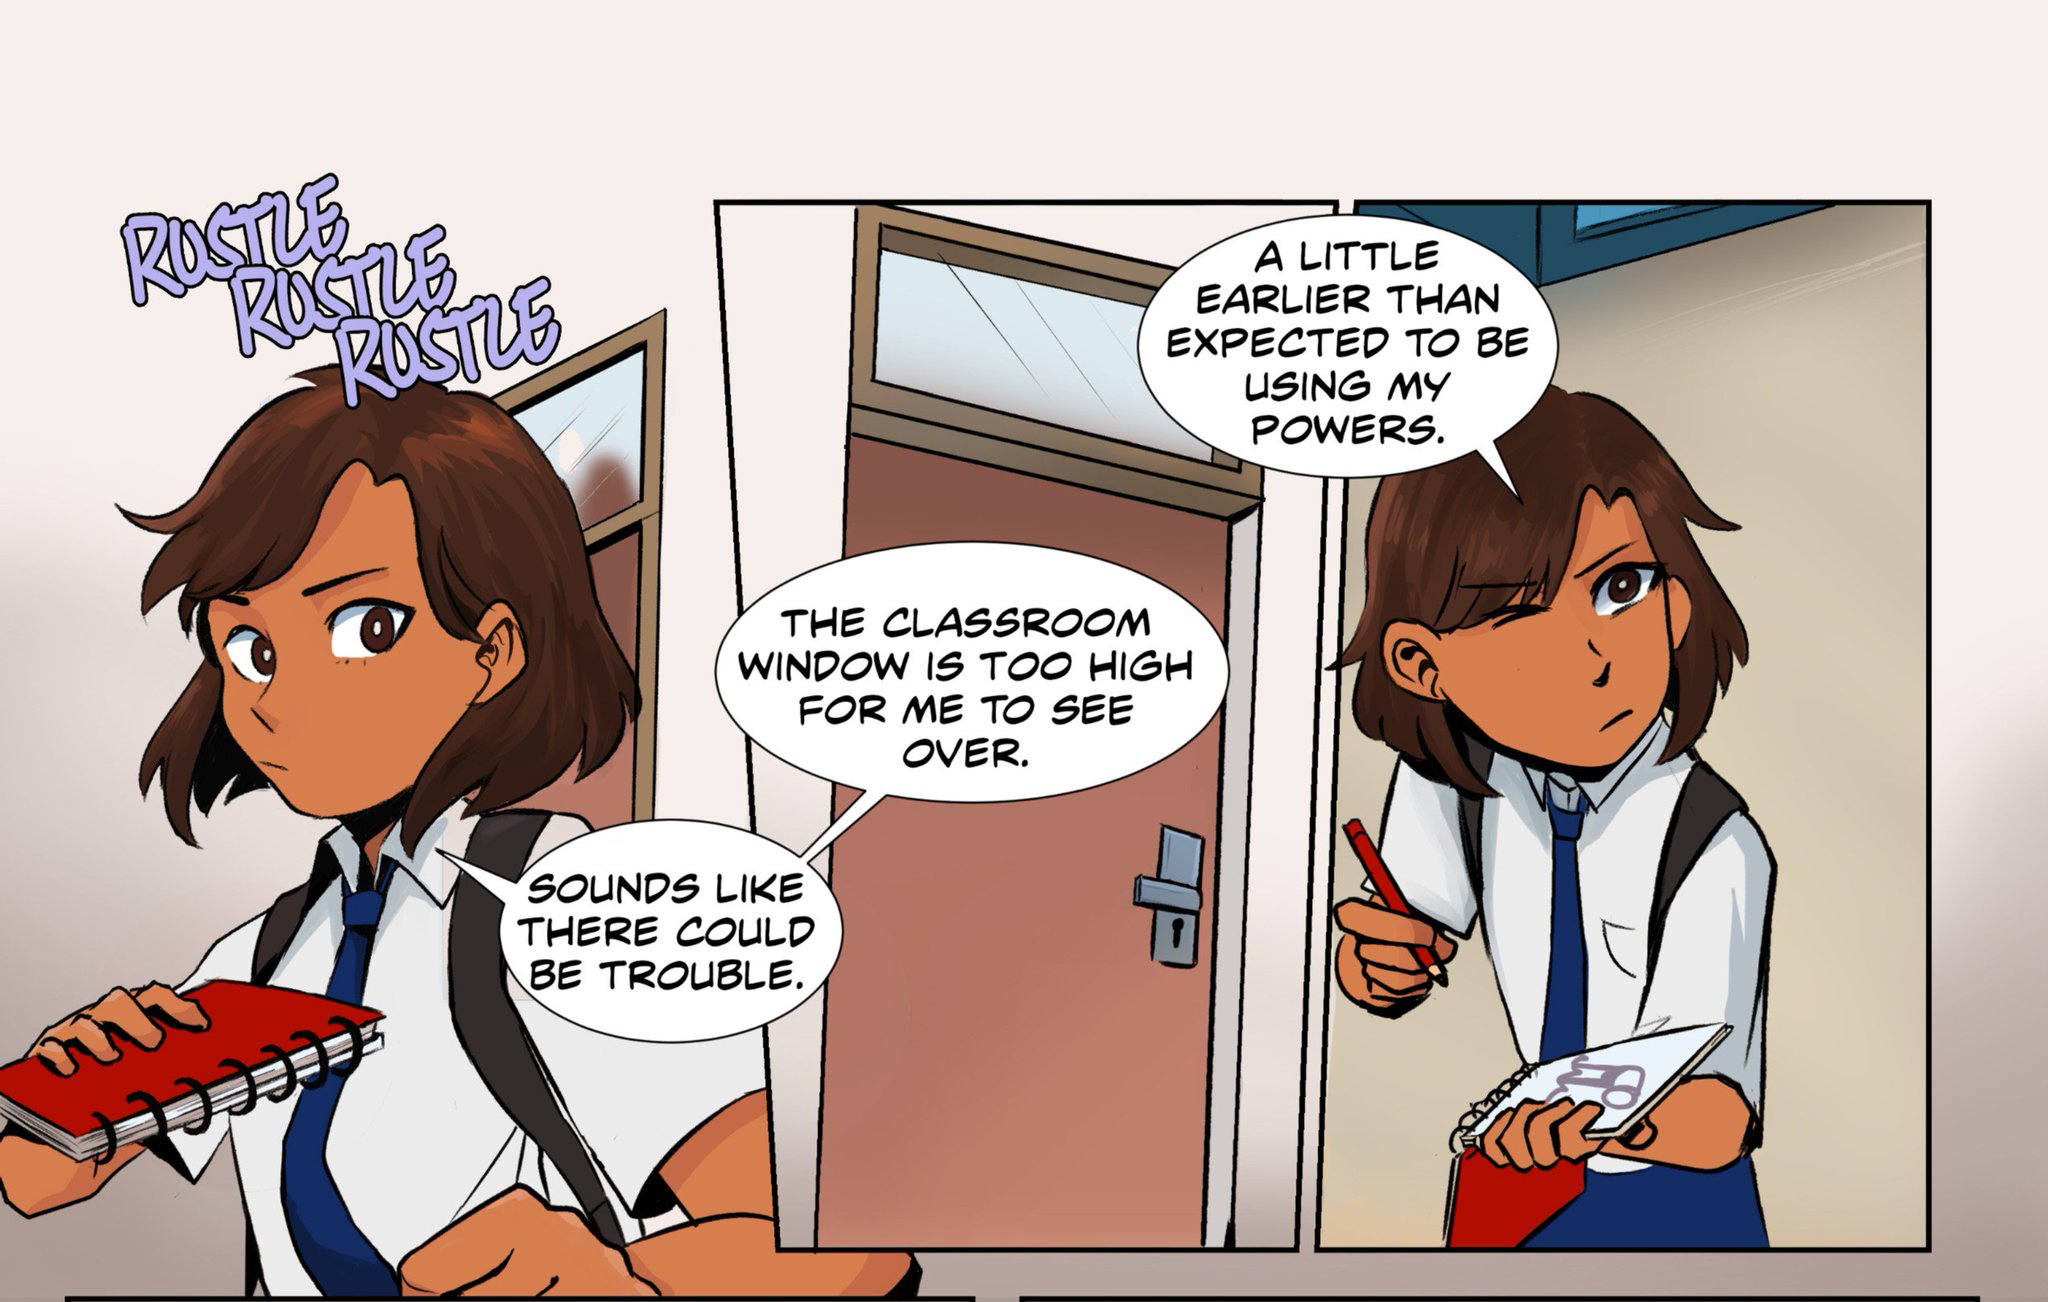 RUSTLE
RUSTLE
RUSTLE
SOUNDS LIKE
THERE COULD
BE TROUBLE.
THE CLASSROOM
WINDOW IS TOO HIGH
FOR ME TO SEE
OVER.
A LITTLE
EARLIER THAN
EXPECTED TO BE
USING MY
POWERS.